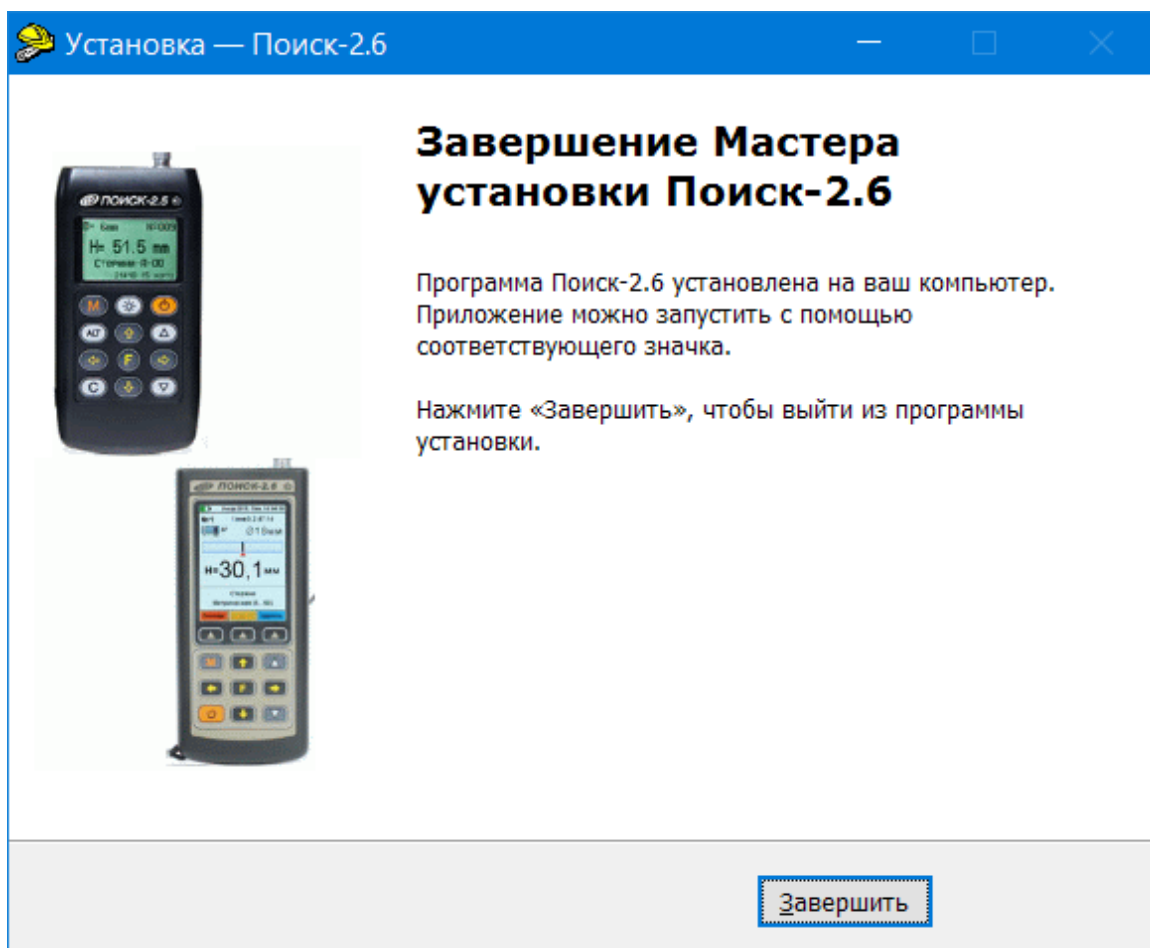 Установка — Поиск-2.6
Завершение Мастера
установки Поиск-2.6
Программа Поиск-2.6 установлена на ваш компьютер.
Приложение можно запустить с помощью
соответствующего значка.
Нажмите «Завершить», чтобы выйти из программы
установки.
ПОИСК-2.5
H= 51.5 mm
M
ALT
F
C
ПОИСК-2.6
H=30,1мм
M
F
Завершить